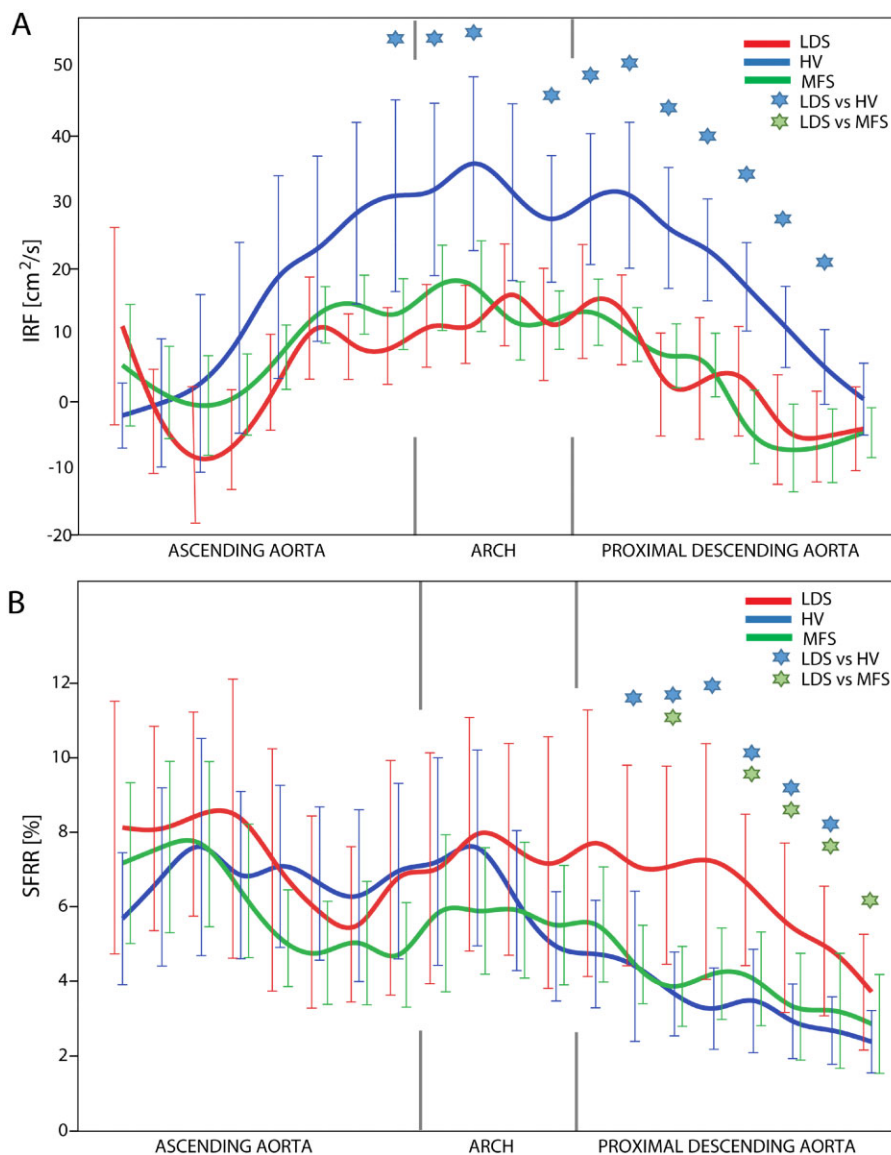 A
LDS
HV
MFS
LDS vs HV
LDS vs MFS
50
40
30
20
10
0
-10
-20
IRF [cm²/s]
ASCENDING AORTA ARCH PROXIMAL DESCENDING AORTA
B
LDS
HV
MFS
LDS vs HV
LDS vs MFS
12
10
8
6
4
2
0
SFRR [%]
ASCENDING AORTA ARCH PROXIMAL DESCENDING AORTA